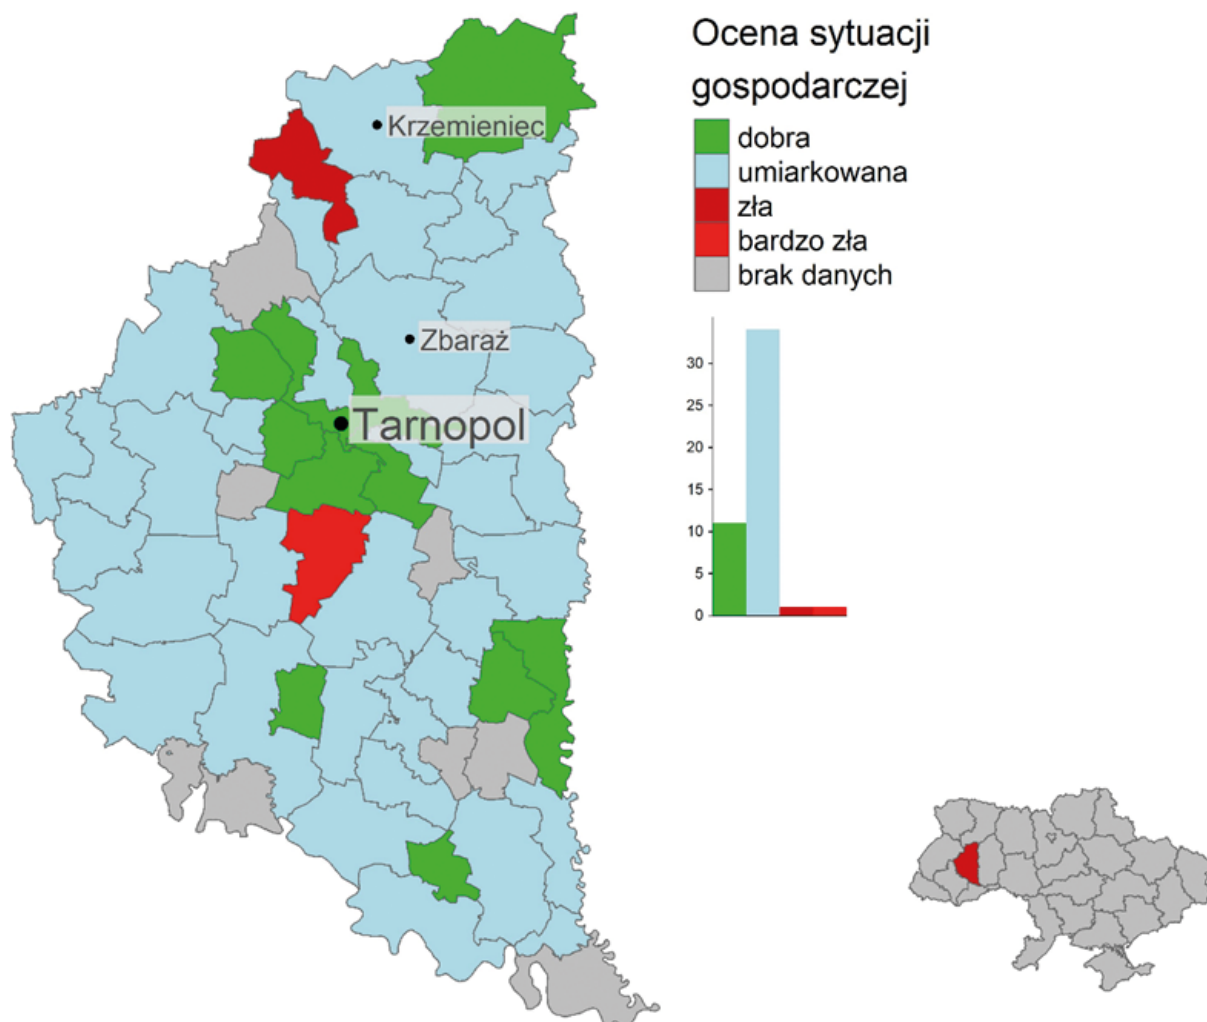 Ocena sytuacji
gospodarczej
dobra
umiarkowana
zła
bardzo zła
brak danych
Krzemieniec
Zbaraż
Tarnopol
30
25
20
15
10
5
0